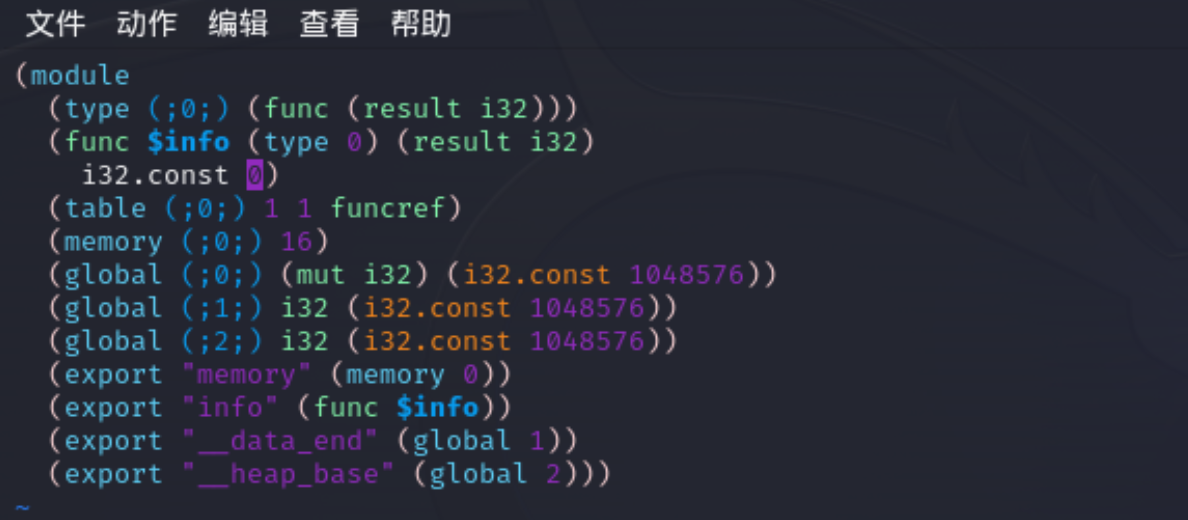 文件 动作 编辑 查看 帮助
(module
  (type (;0;) (func (result i32)))
  (func $info (type 0) (result i32)
    i32.const 0)
  (table (;0;) 1 1 funcref)
  (memory (;0;) 16)
  (global (;0;) (mut i32) (i32.const 1048576))
  (global (;1;) i32 (i32.const 1048576))
  (global (;2;) i32 (i32.const 1048576))
  (export "memory" (memory 0))
  (export "info" (func $info))
  (export "__data_end" (global 1))
  (export "__heap_base" (global 2)))
~